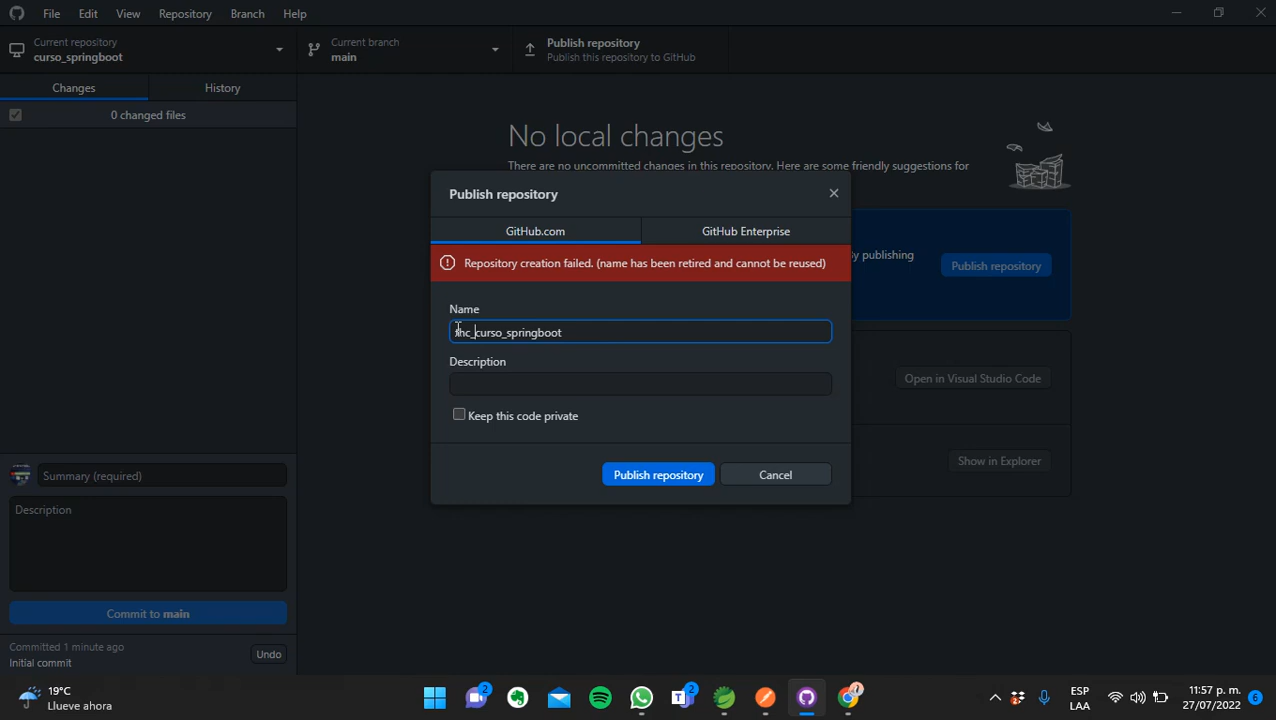 File Edit View Repository Branch Help
Current repository
curso_springboot
Current branch
main
Publish repository
Publish this repository to GitHub
Changes
History
0 changed files
No local changes
There are no uncommitted changes in this repository. Here are some friendly suggestions for
Publish repository
GitHub.com
GitHub Enterprise
By publishing
Publish repository
Repository creation failed. (name has been retired and cannot be reused)
Name
curso_springboot
Description
Open in Visual Studio Code
Keep this code private
Show in Explorer
Publish repository
Cancel
Summary (required)
Description
Commit to main
Committed 1 minute ago
Initial commit
Undo
19°C
Llueve ahora
2
2
1
ESP
LAA
11:57 p. m.
27/07/2022
6